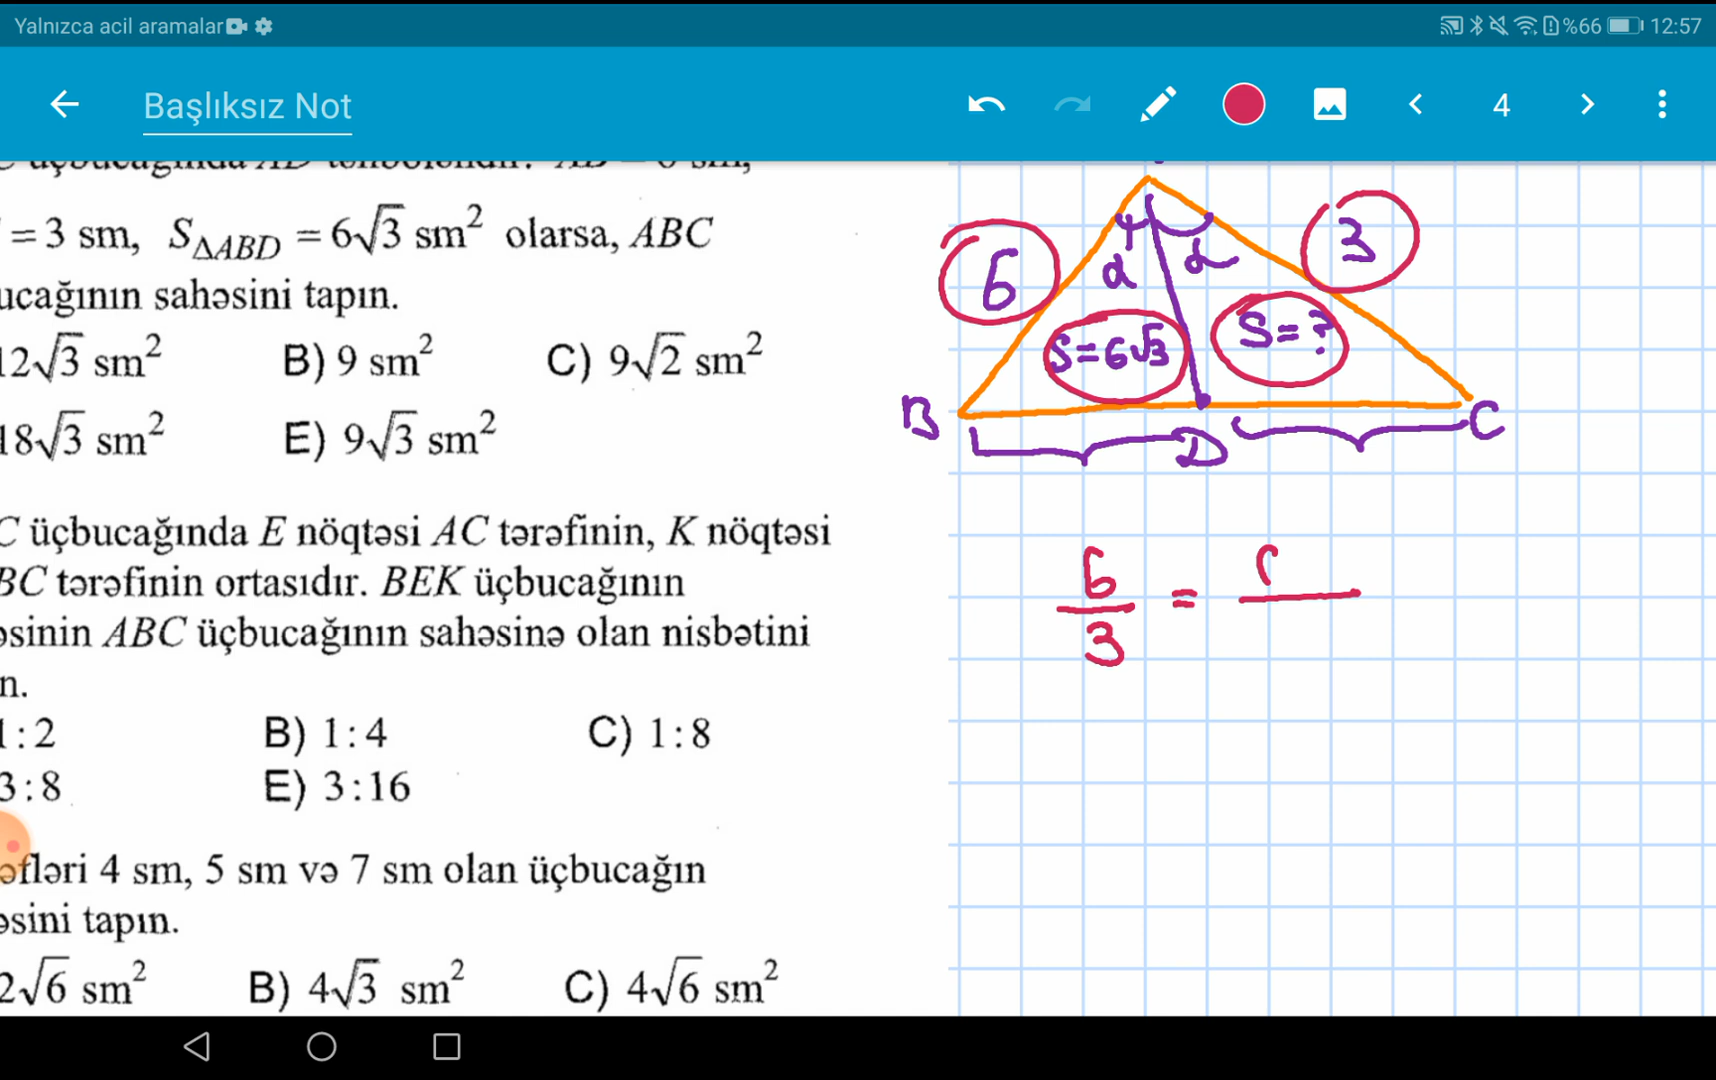 Yalnızca acil aramalar %66 12:57
Başlıksız Not 4
= 3 sm, S△ABD = 6√3 sm² olarsa, ABC
ucağının sahəsini tapın.
12√3 sm² B) 9 sm² C) 9√2 sm²
18√3 sm² E) 9√3 sm²
C üçbucağında E nöqtəsi AC tərəfinin, K nöqtəsi
BC tərəfinin ortasıdır. BEK üçbucağının
əsinin ABC üçbucağının sahəsinə olan nisbətini
n.
1 : 2 B) 1 : 4 C) 1 : 8
3 : 8 E) 3 : 16
əfləri 4 sm, 5 sm və 7 sm olan üçbucağın
əsini tapın.
2√6 sm² B) 4√3 sm² C) 4√6 sm²
6 α α 3
S=6√3 S=?
B D C
6/3 =